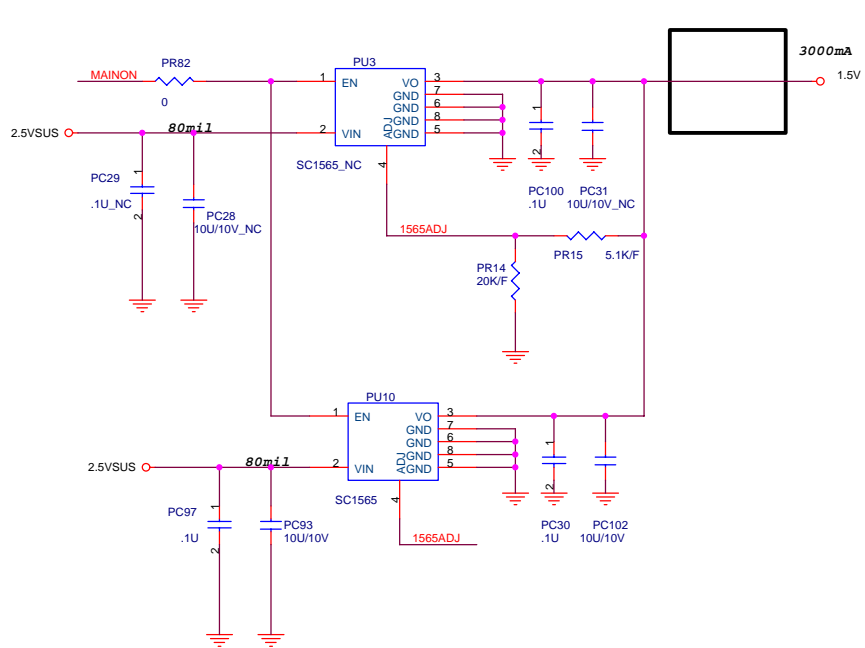 3000mA
1.5V
MAINON
PR82
0
PU3
1
EN
VO
3
GND
7
GND
6
GND
8
2
VIN
GND
5
ADJ
4
2.5VSUS
80mil
SC1565_NC
PC29
.1U_NC
1
2
PC28
10U/10V_NC
1
2
PC100
.1U
PC31
10U/10V_NC
1565ADJ
PR14
20K/F
PR15
5.1K/F
PU10
1
EN
VO
3
GND
7
GND
6
GND
8
2
VIN
GND
5
ADJ
4
2.5VSUS
80mil
SC1565
PC97
.1U
1
2
PC93
10U/10V
1
2
PC30
.1U
PC102
10U/10V
1565ADJ